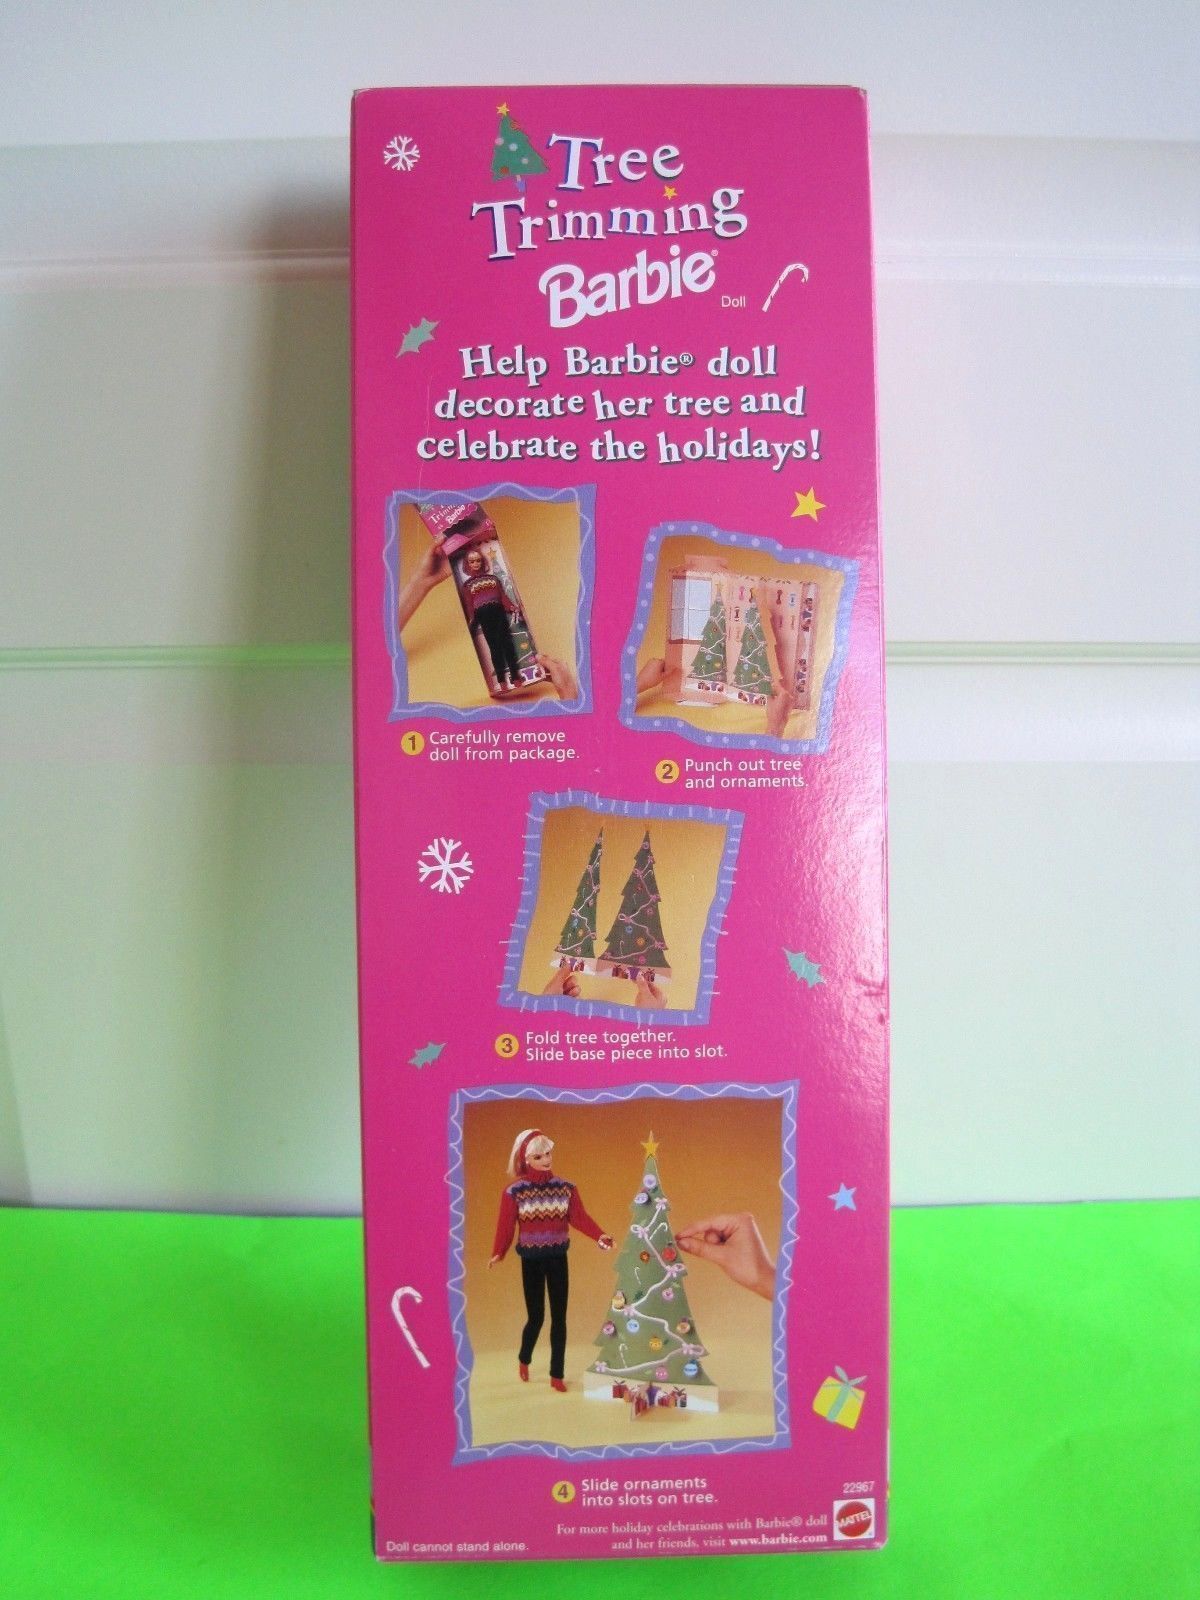 Tree
Trimming
Barbie®
Doll
Help Barbie® doll
decorate her tree and
celebrate the holidays!
Barbie
1 Carefully remove
doll from package.
2 Punch out tree
and ornaments.
3 Fold tree together.
Slide base piece into slot.
4 Slide ornaments
into slots on tree.
22967
MATTEL
For more holiday celebrations with Barbie® doll
and her friends, visit www.barbie.com
Doll cannot stand alone.